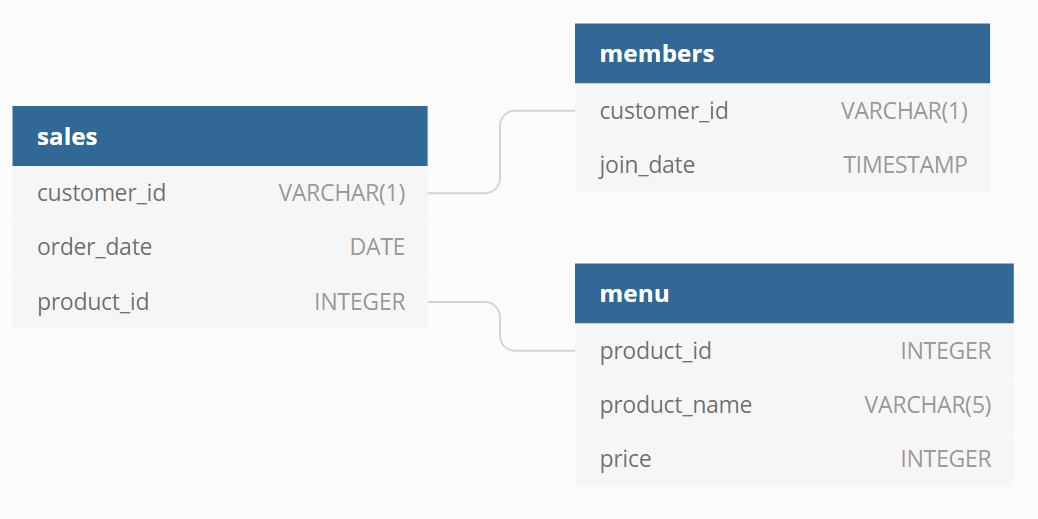 sales
customer_id VARCHAR(1)
order_date DATE
product_id INTEGER
members
customer_id VARCHAR(1)
join_date TIMESTAMP
menu
product_id INTEGER
product_name VARCHAR(5)
price INTEGER